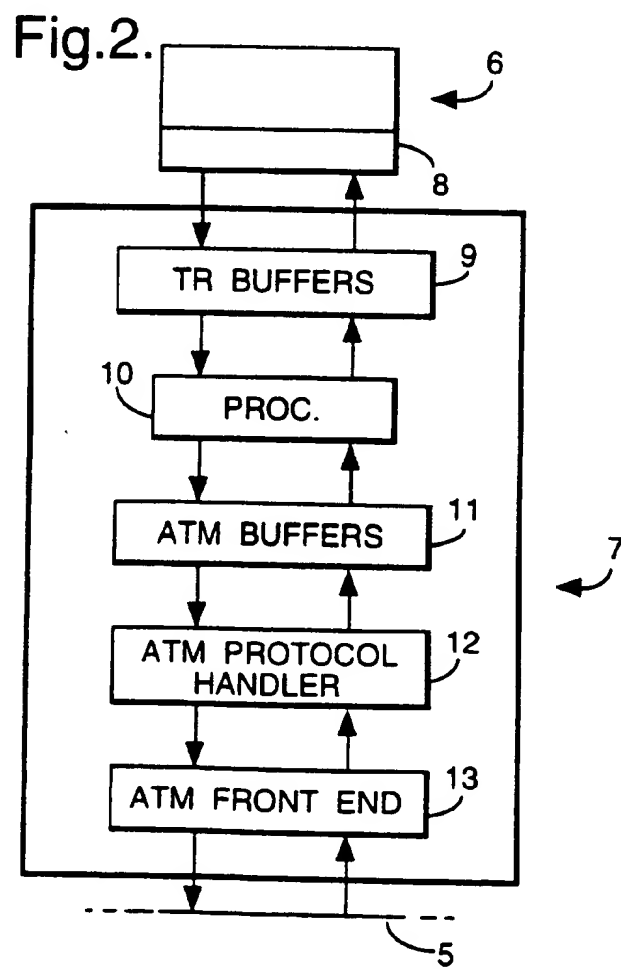 Fig.2.
6
8
TR BUFFERS
9
10
PROC.
ATM BUFFERS
11
7
ATM PROTOCOL
HANDLER
12
ATM FRONT END
13
5